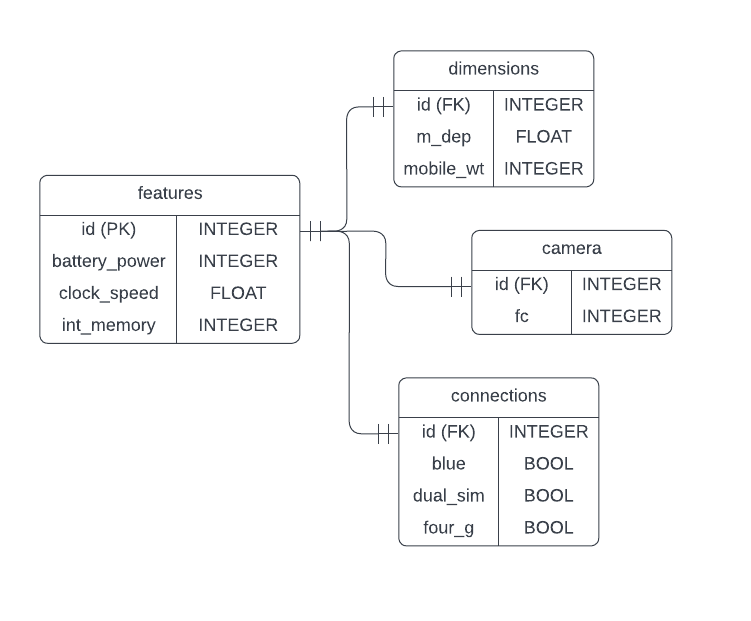 dimensions
id (FK) INTEGER
m_dep FLOAT
mobile_wt INTEGER
features
id (PK) INTEGER
battery_power INTEGER
clock_speed FLOAT
int_memory INTEGER
camera
id (FK) INTEGER
fc INTEGER
connections
id (FK) INTEGER
blue BOOL
dual_sim BOOL
four_g BOOL